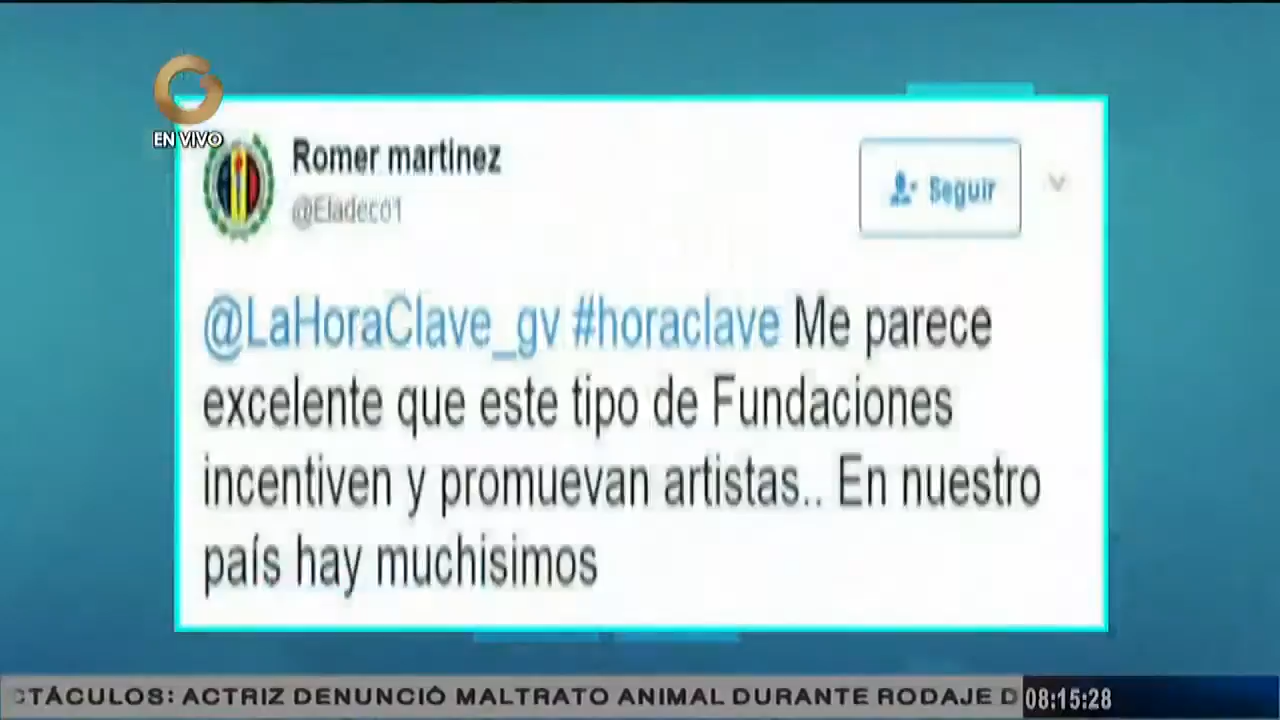 EN VIVO
Romer martinez
@Eladeco1
Seguir
@LaHoraClave_gv #horaclave Me parece
excelente que este tipo de Fundaciones
incentiven y promuevan artistas.. En nuestro
país hay muchisimos
CTÁCULOS: ACTRIZ DENUNCIÓ MALTRATO ANIMAL DURANTE RODAJE D
08:15:28